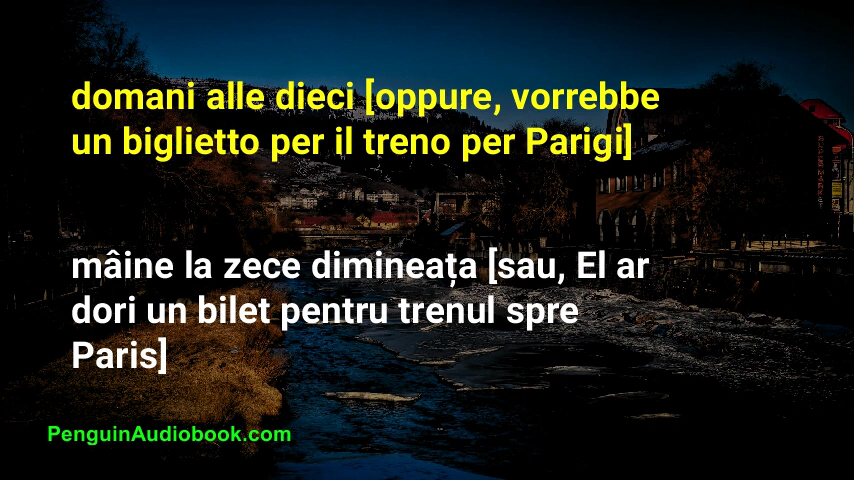 domani alle dieci [oppure, vorrebbe
un biglietto per il treno per Parigi]
mâine la zece dimineața [sau, El ar
dori un bilet pentru trenul spre
Paris]
PenguinAudiobook.com